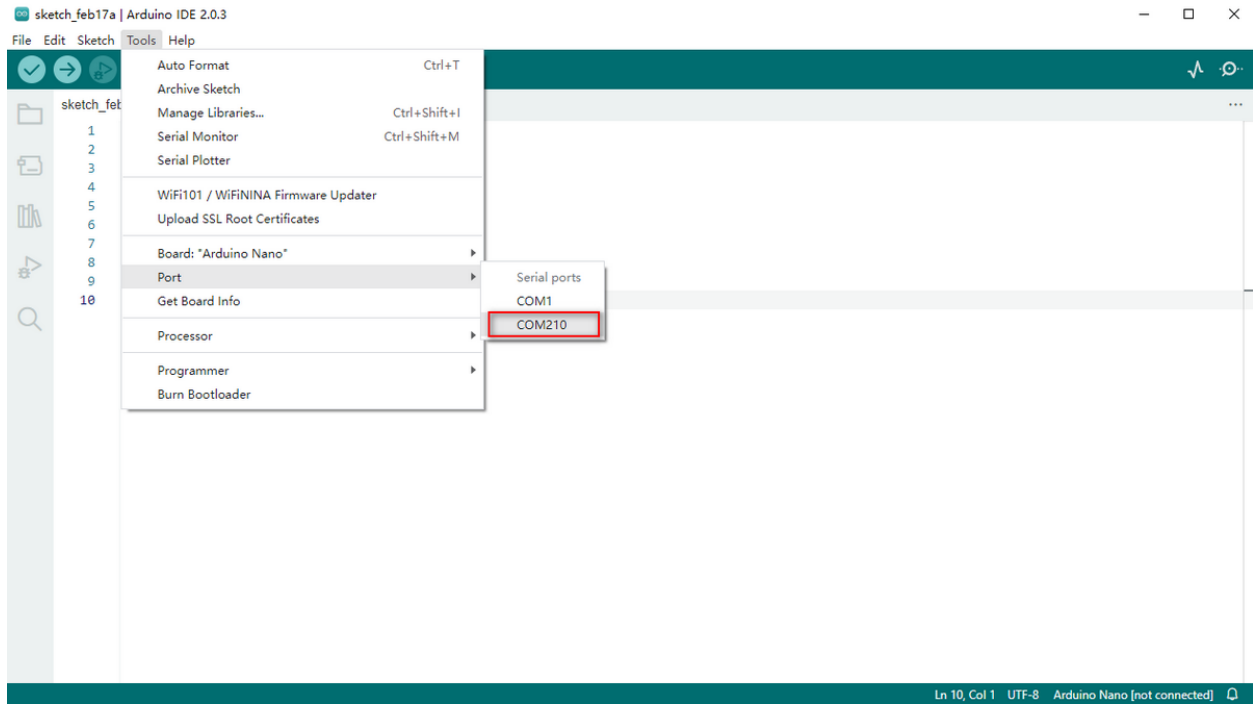 sketch_feb17a | Arduino IDE 2.0.3
File Edit Sketch Tools Help
sketch_feb
1
2
3
4
5
6
7
8
9
10
Auto Format Ctrl+T
Archive Sketch
Manage Libraries... Ctrl+Shift+I
Serial Monitor Ctrl+Shift+M
Serial Plotter
WiFi101 / WiFiNINA Firmware Updater
Upload SSL Root Certificates
Board: "Arduino Nano"
Port
Get Board Info
Processor
Programmer
Burn Bootloader
Serial ports
COM1
COM210
Ln 10, Col 1 UTF-8 Arduino Nano [not connected]